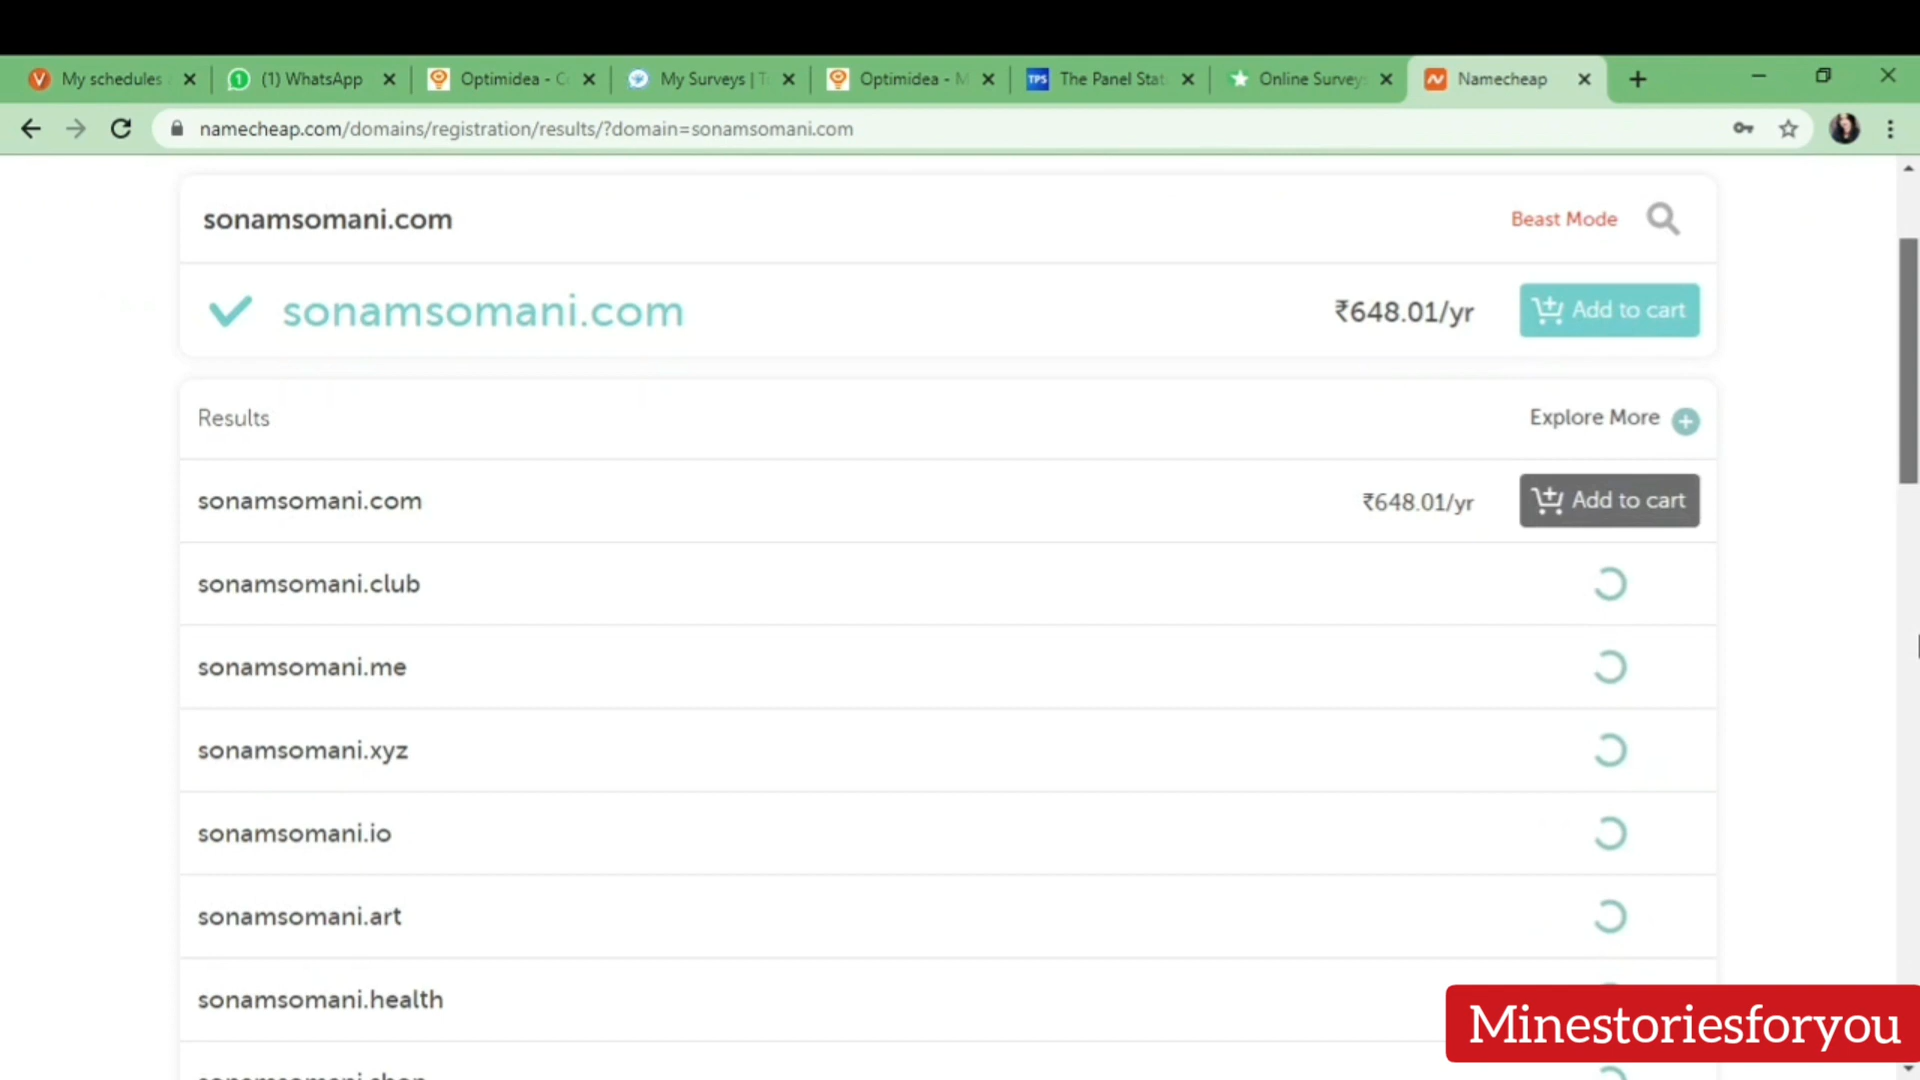 My schedules
(1) WhatsApp
Optimidea - C
My Surveys | T
Optimidea - M
The Panel Stat
Online Survey
Namecheap
namecheap.com/domains/registration/results/?domain=sonamsomani.com
sonamsomani.com
Beast Mode
sonamsomani.com
₹648.01/yr
Add to cart
Results
Explore More
sonamsomani.com
₹648.01/yr
Add to cart
sonamsomani.club
sonamsomani.me
sonamsomani.xyz
sonamsomani.io
sonamsomani.art
sonamsomani.health
Minestoriesforyou